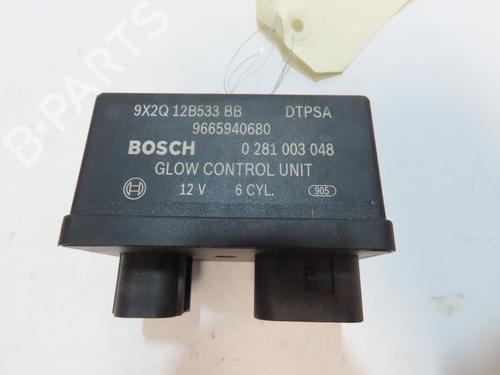 9X2Q 12B533 BB DTPSA
9665940680
BOSCH 0 281 003 048
GLOW CONTROL UNIT
12 V 6 CYL. 905
B-PARTS